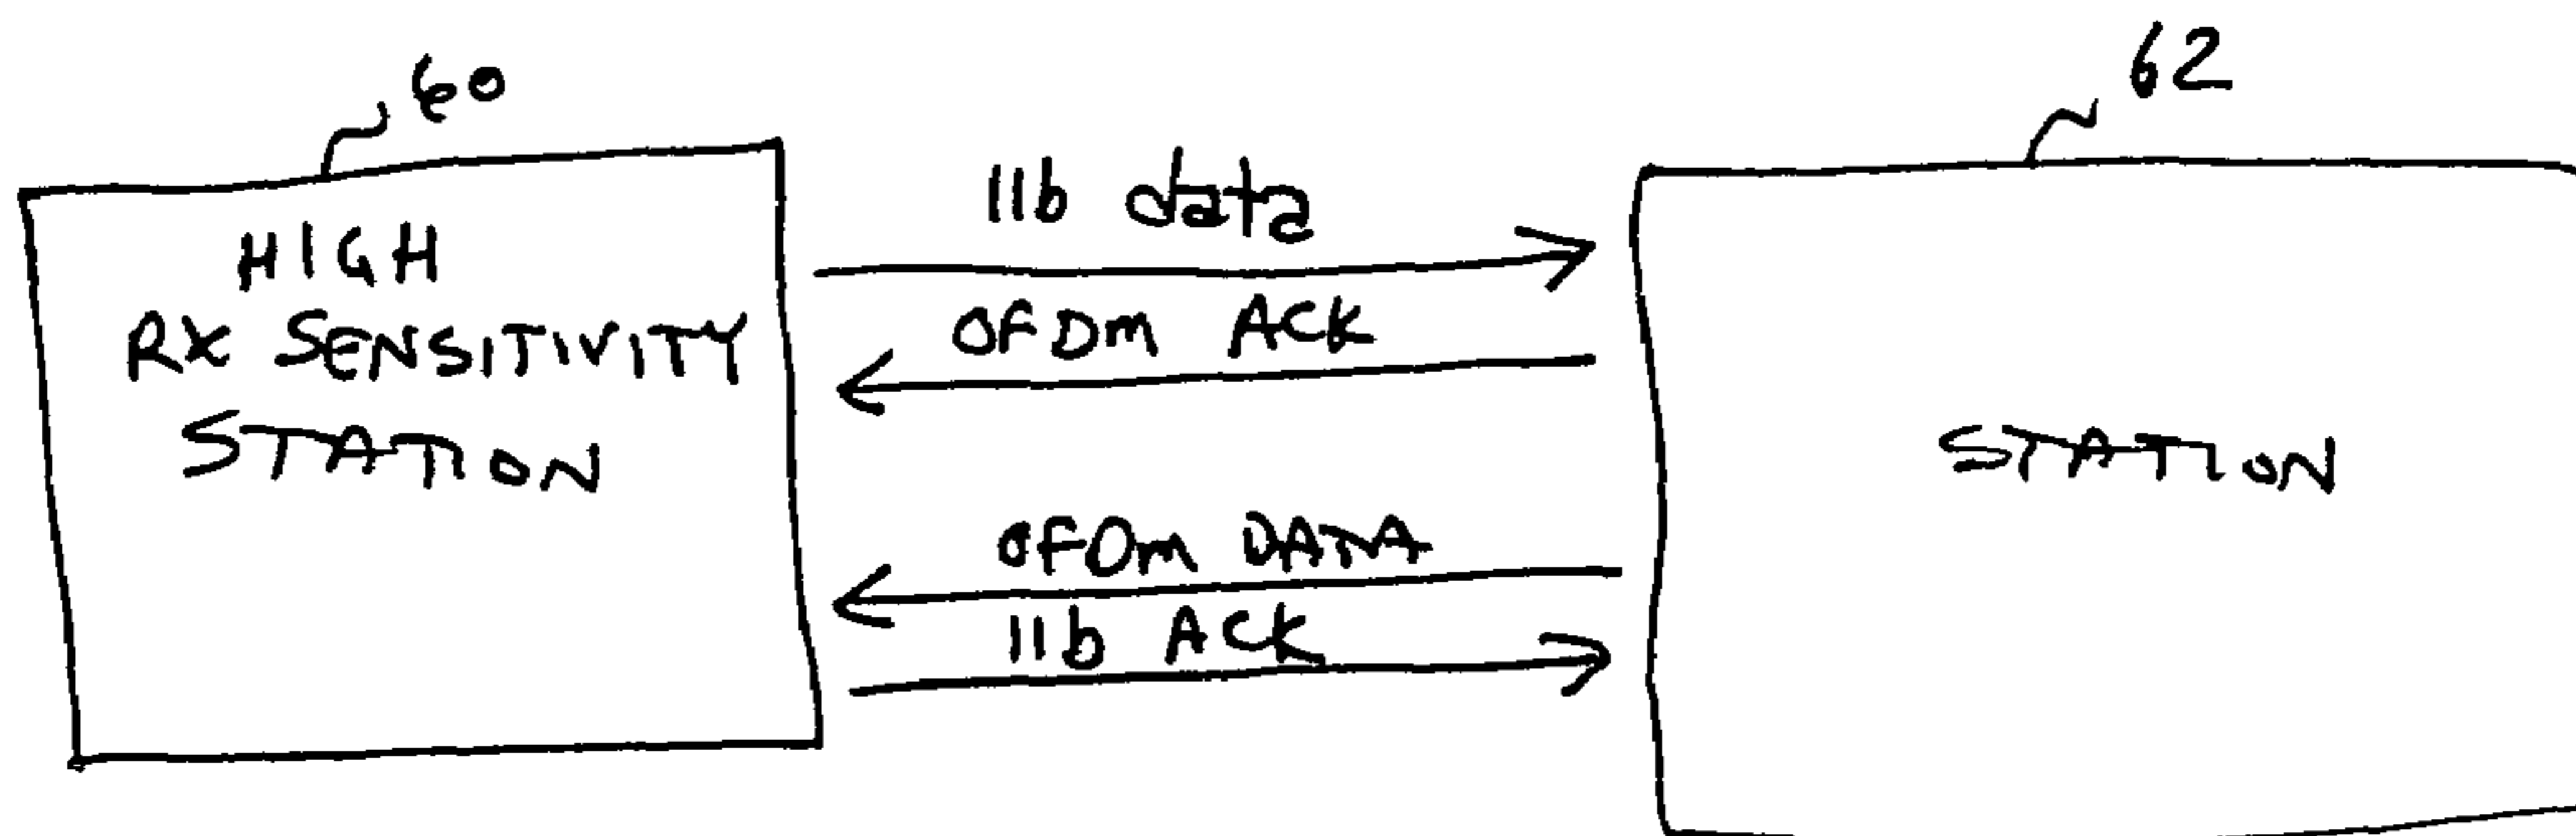 60
62
HIGH
RX SENSITIVITY
STATION
11b data
OFDm ACK
OFDm DATA
11b ACK
STATION